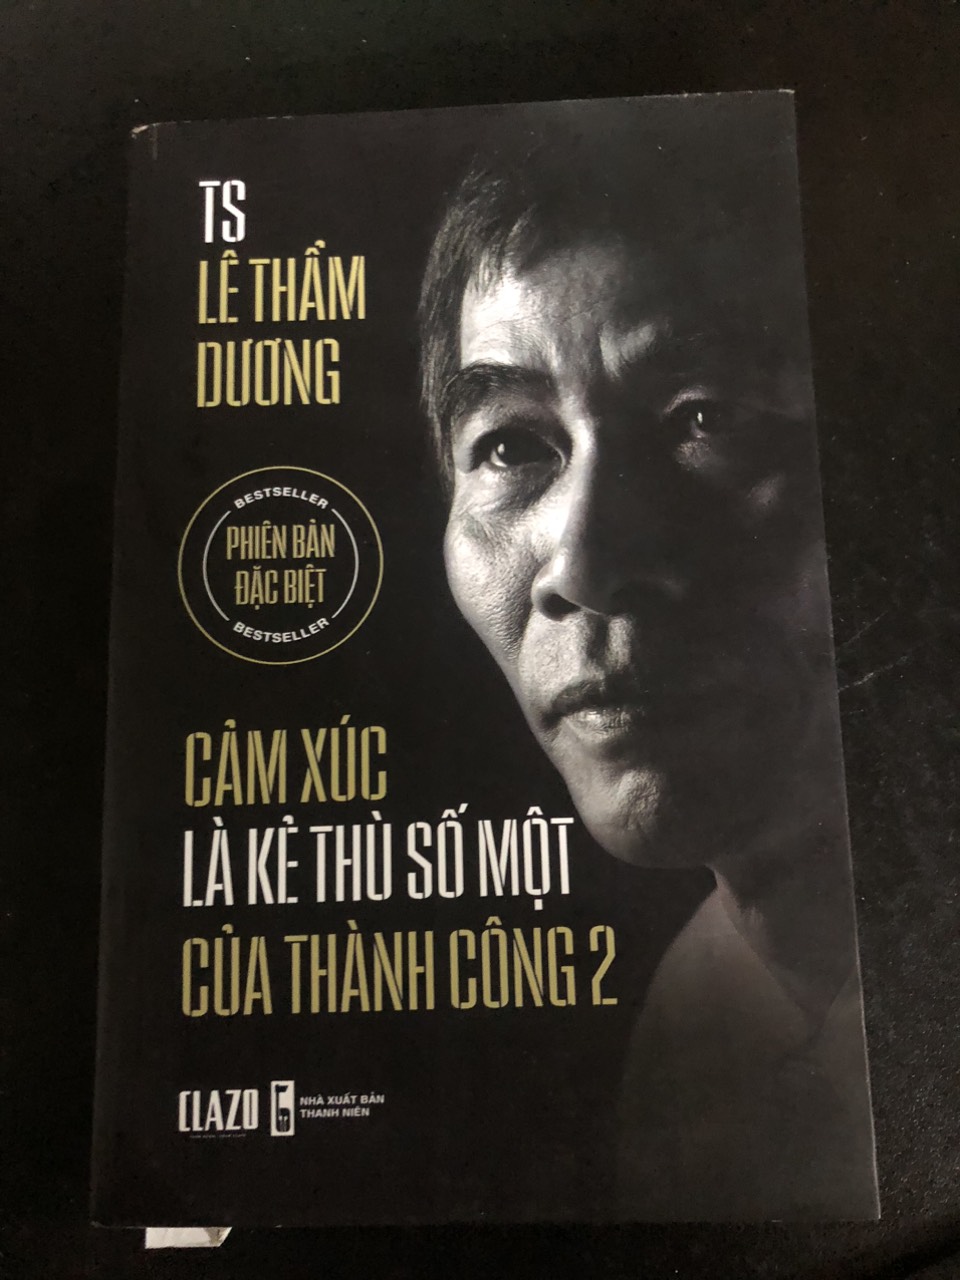 TS
LÊ THẨM
DƯƠNG
BESTSELLER
PHIÊN BẢN
ĐẶC BIỆT
BESTSELLER
CẢM XÚC
LÀ KẺ THÙ SỐ MỘT
CỦA THÀNH CÔNG 2
CLAZO
NHÀ XUẤT BẢN
THANH NIÊN